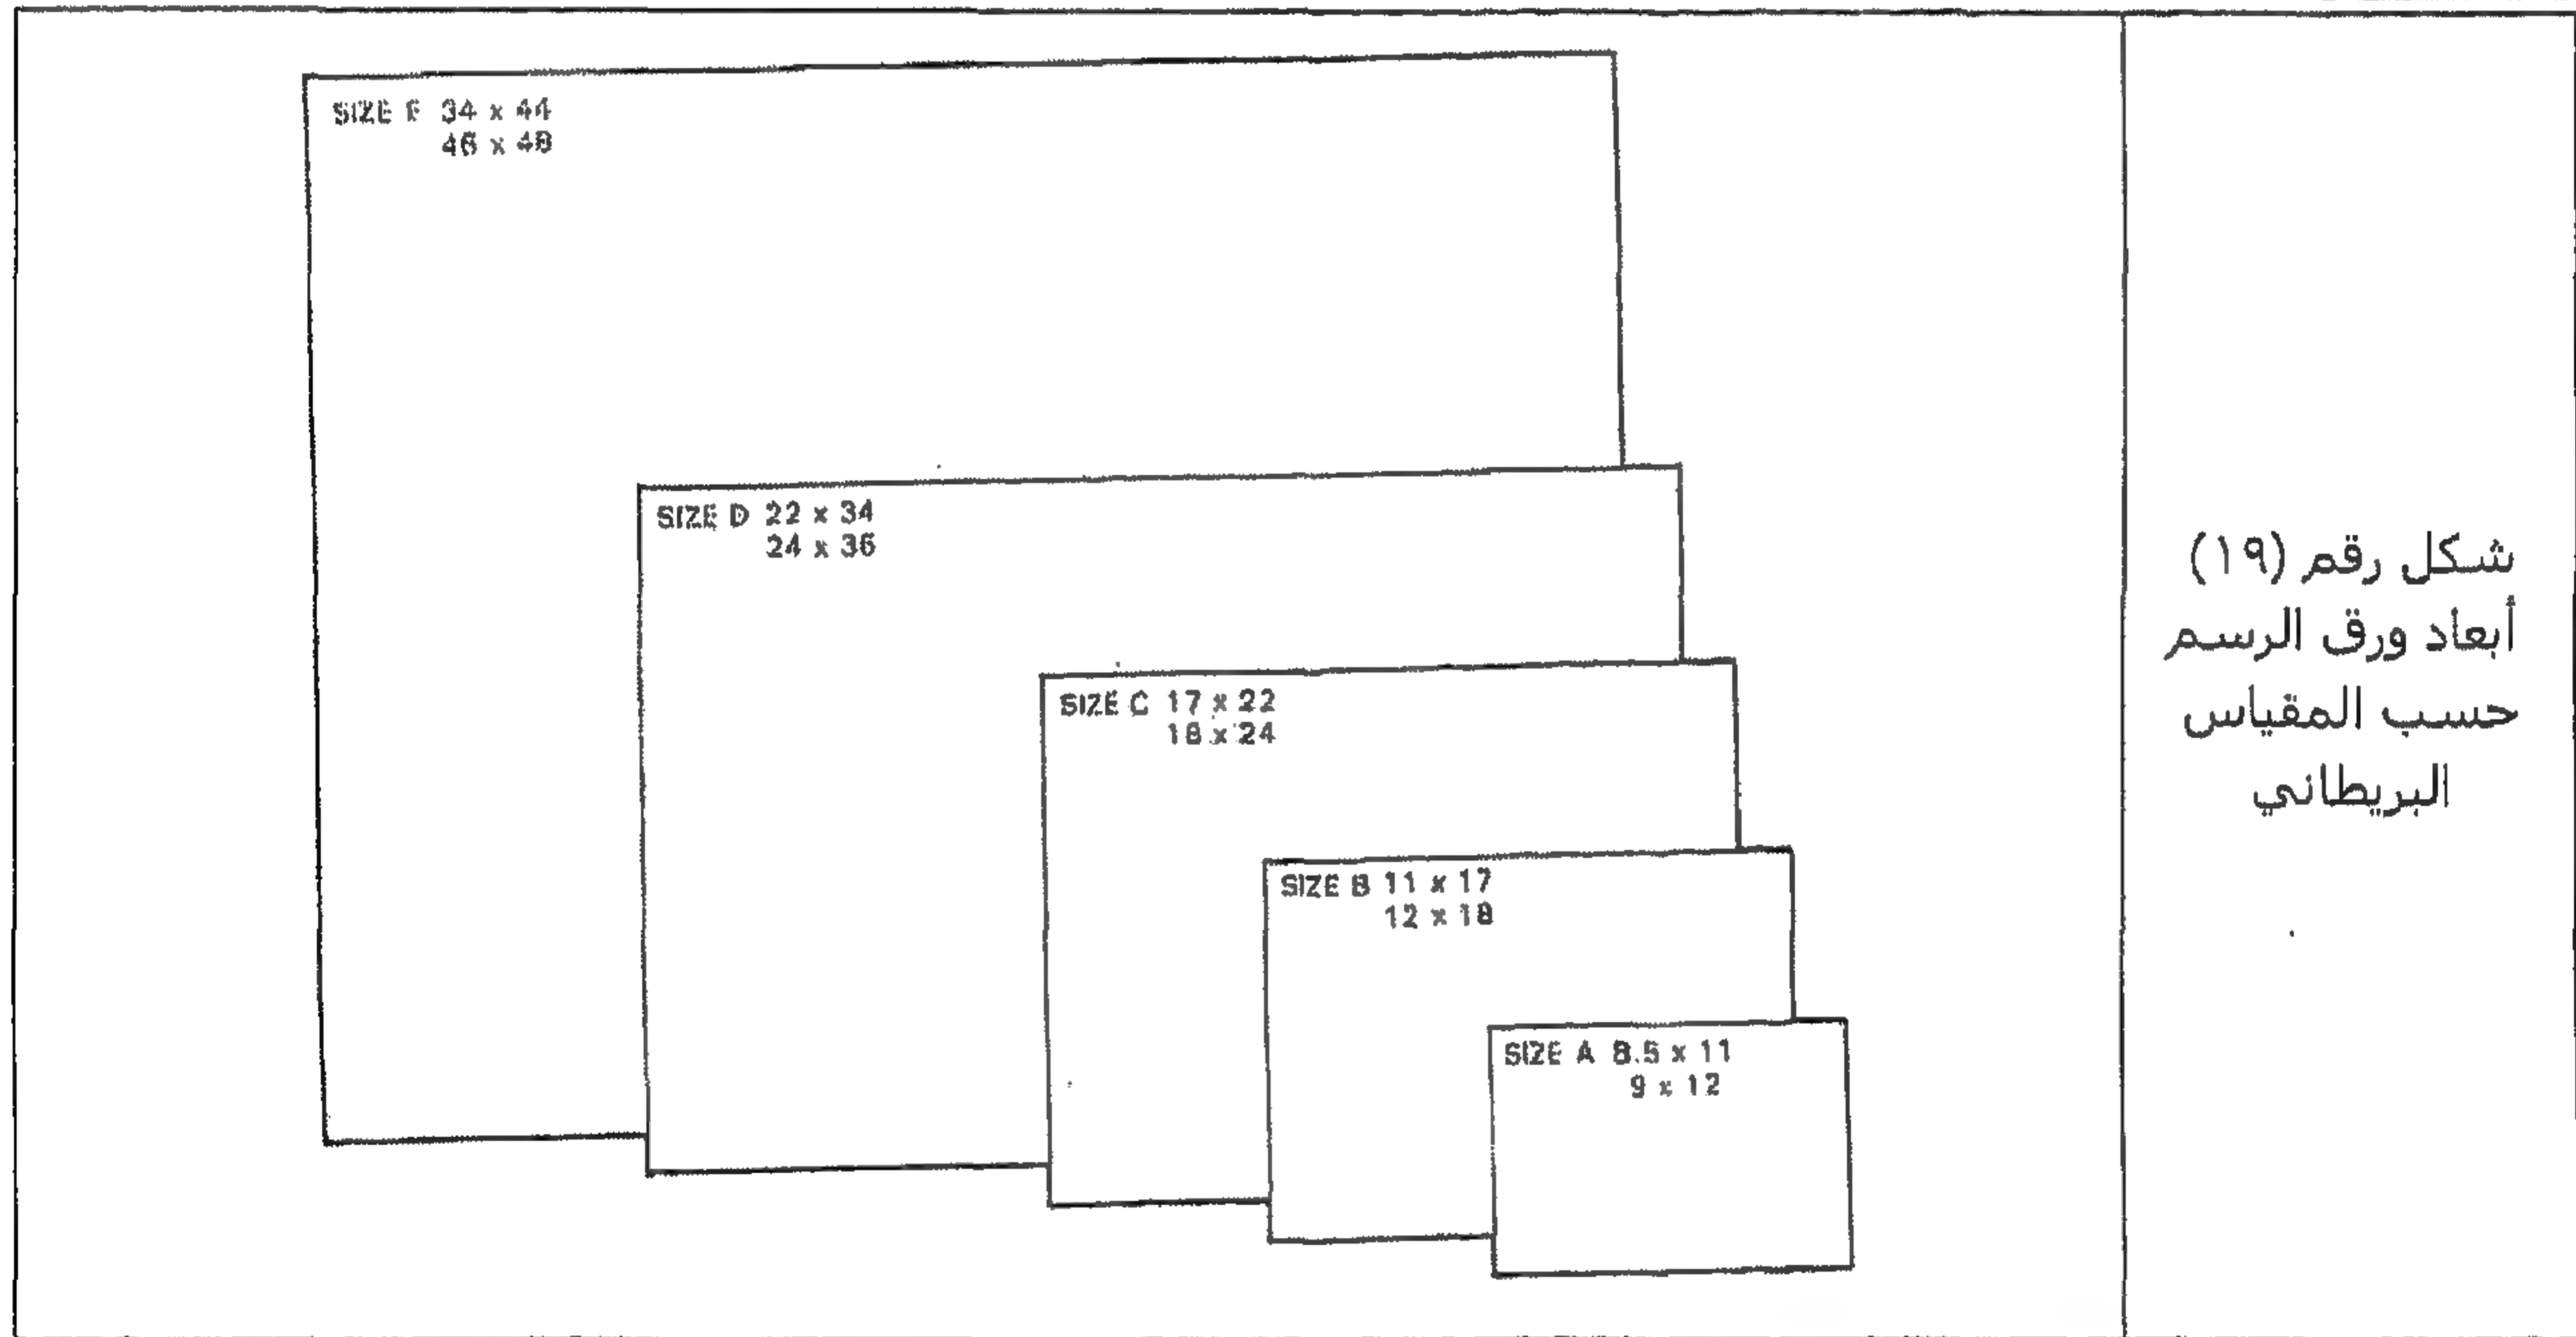 SIZE F 34 x 44
46 x 48
SIZE D 22 x 34
24 x 36
SIZE C 17 x 22
18 x 24
SIZE B 11 x 17
12 x 18
SIZE A 8.5 x 11
9 x 12
شكل رقم (١٩)
أبعاد ورق الرسم
حسب المقياس
البريطاني